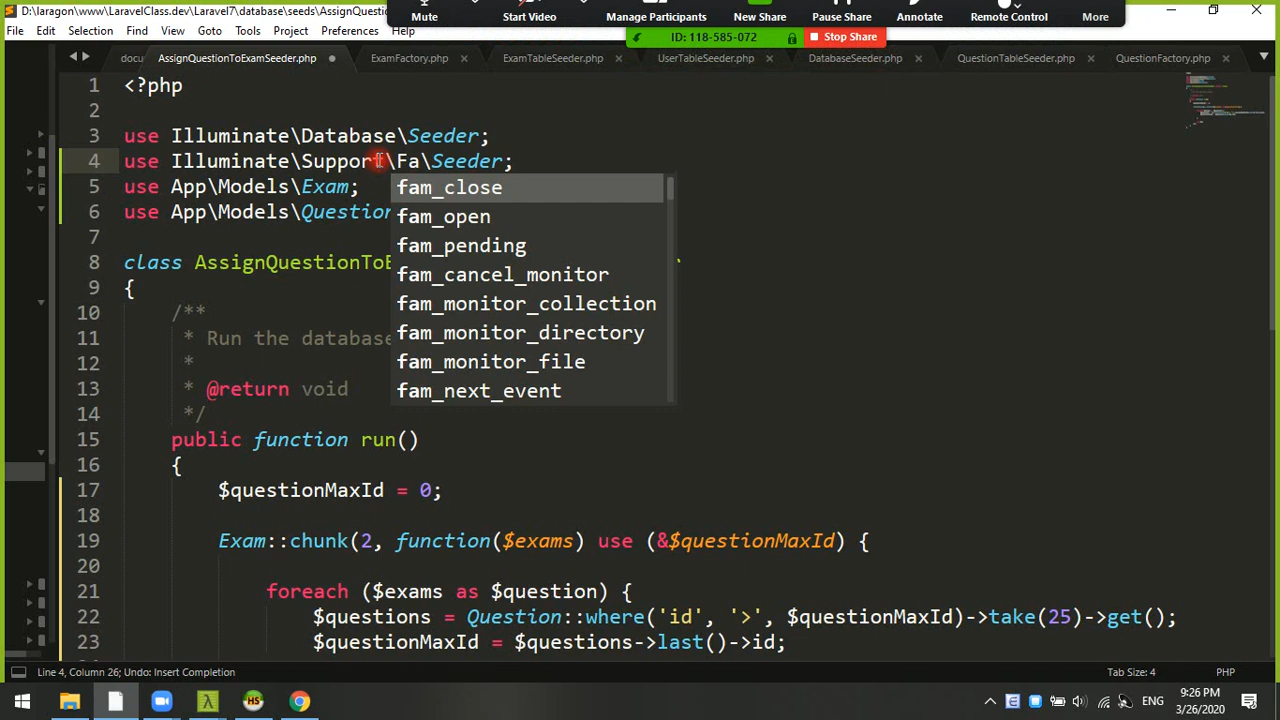 D:\laragon\www\LaravelClass.dev\Laravel7\database\seeds\AssignQuesti
Mute
Start Video
Manage Participants
New Share
Pause Share
Annotate
Remote Control
More
File Edit Selection Find View Goto Tools Project Preferences Help
ID: 118-585-072
Stop Share
docu
AssignQuestionToExamSeeder.php
ExamFactory.php
ExamTableSeeder.php
UserTableSeeder.php
DatabaseSeeder.php
QuestionTableSeeder.php
QuestionFactory.php
1 <?php
2
3 use Illuminate\Database\Seeder;
4 use Illuminate\Support\Fa\Seeder;
5 use App\Models\Exam;
6 use App\Models\Question
7
8 class AssignQuestionToE
9 {
10 /**
11 * Run the database
12 *
13 * @return void
14 */
15 public function run()
16 {
17 $questionMaxId = 0;
18
19 Exam::chunk(2, function($exams) use (&$questionMaxId) {
20
21 foreach ($exams as $question) {
22 $questions = Question::where('id', '>', $questionMaxId)->take(25)->get();
23 $questionMaxId = $questions->last()->id;
fam_close
fam_open
fam_pending
fam_cancel_monitor
fam_monitor_collection
fam_monitor_directory
fam_monitor_file
fam_next_event
Line 4, Column 26; Undo: Insert Completion
Tab Size: 4
PHP
HS
ENG
9:26 PM
3/26/2020